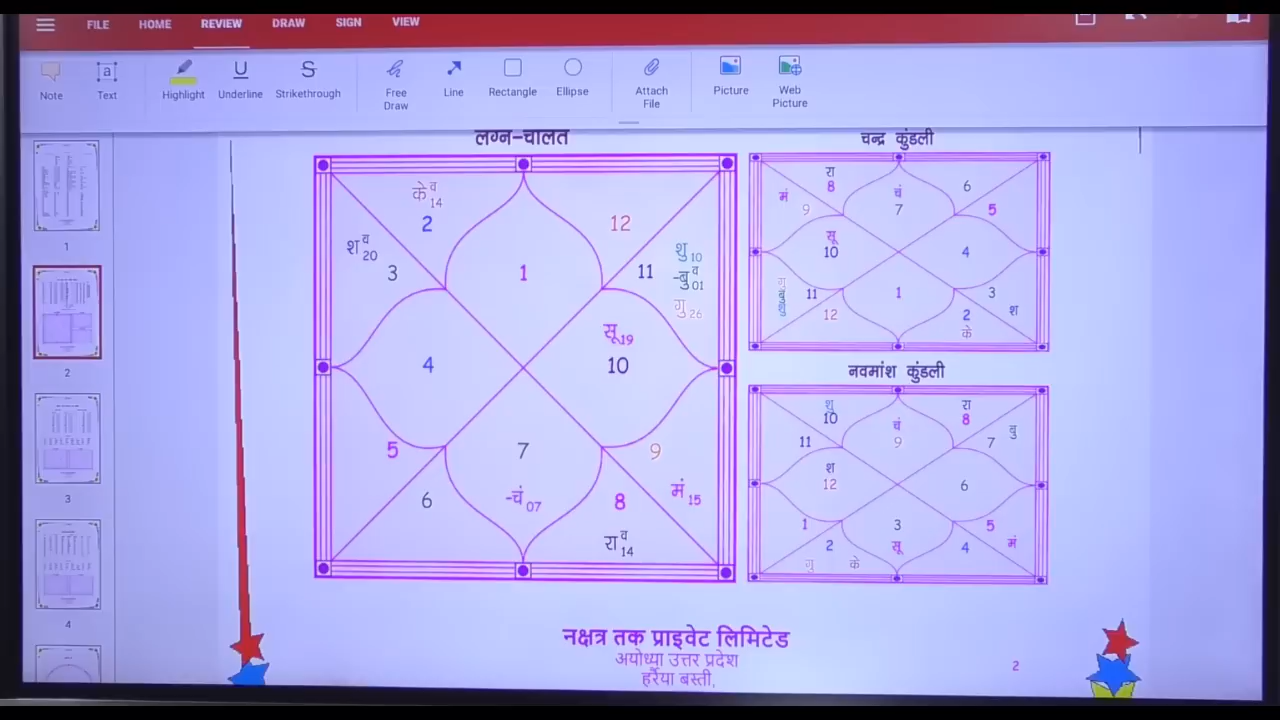 FILE HOME REVIEW DRAW SIGN VIEW
Note Text Highlight Underline Strikethrough Free Draw Line Rectangle Ellipse Attach File Picture Web Picture
लग्न-चालत
के व 14
2
12
श व 20
3
1
11
शु 10
-बु व 01
गु 26
4
सू 19
10
5
7
9
6
-चं 07
8
मं 15
रा व 14
चन्द्र कुंडली
रा
8
चं
7
6
मं
9
5
सू
10
4
11
1
3
12
2
श
के
नवमांश कुंडली
शु
10
चं
9
रा
8
11
7
बु
श
12
6
1
3
5
2
सू
4
मं
गु
के
नक्षत्र तक प्राइवेट लिमिटेड
अयोध्या उत्तर प्रदेश
हर्रैया बस्ती,
2
1
2
3
4